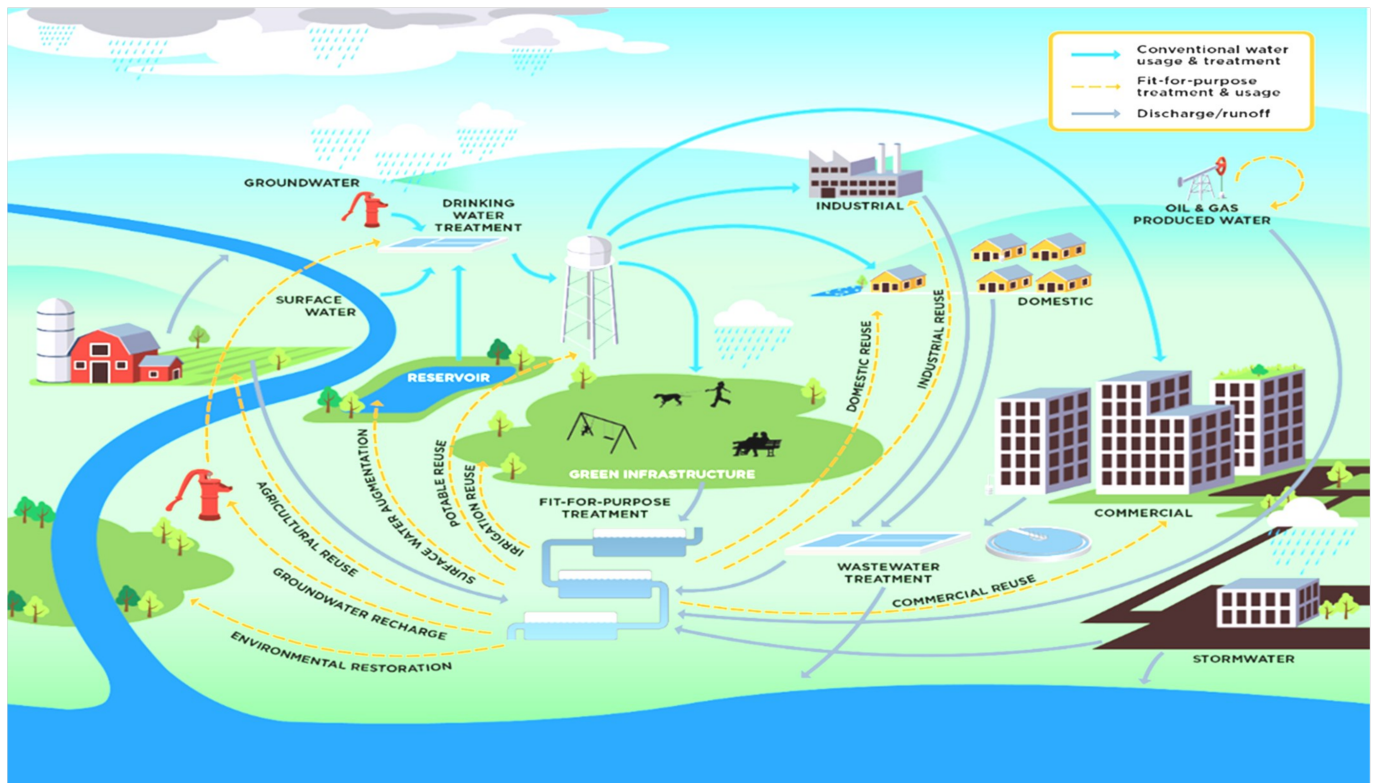 Conventional water
usage & treatment
Fit-for-purpose
treatment & usage
Discharge/runoff
GROUNDWATER
DRINKING
WATER
TREATMENT
INDUSTRIAL
OIL & GAS
PRODUCED WATER
SURFACE
WATER
DOMESTIC
RESERVOIR
DOMESTIC REUSE
INDUSTRIAL REUSE
GREEN INFRASTRUCTURE
FIT-FOR-PURPOSE
TREATMENT
AGRICULTURAL REUSE
SURFACE WATER AUGMENTATION
POTABLE REUSE
IRRIGATION REUSE
COMMERCIAL
WASTEWATER
TREATMENT
COMMERCIAL REUSE
GROUNDWATER RECHARGE
ENVIRONMENTAL RESTORATION
STORMWATER